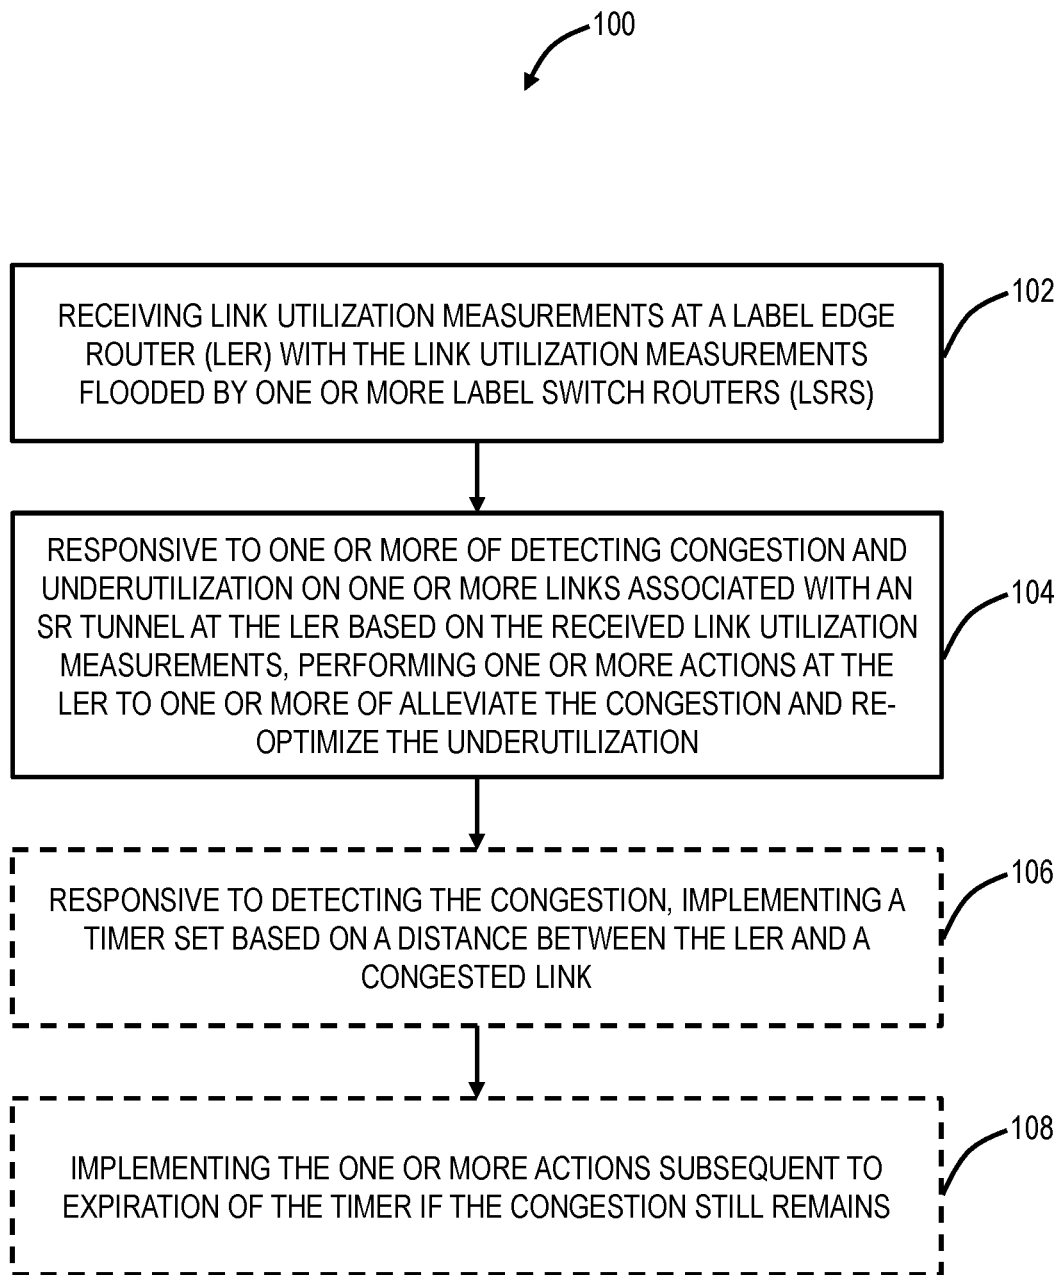 100
RECEIVING LINK UTILIZATION MEASUREMENTS AT A LABEL EDGE
ROUTER (LER) WITH THE LINK UTILIZATION MEASUREMENTS
FLOODED BY ONE OR MORE LABEL SWITCH ROUTERS (LSRS)
102
RESPONSIVE TO ONE OR MORE OF DETECTING CONGESTION AND
UNDERUTILIZATION ON ONE OR MORE LINKS ASSOCIATED WITH AN
SR TUNNEL AT THE LER BASED ON THE RECEIVED LINK UTILIZATION
MEASUREMENTS, PERFORMING ONE OR MORE ACTIONS AT THE
LER TO ONE OR MORE OF ALLEVIATE THE CONGESTION AND RE-
OPTIMIZE THE UNDERUTILIZATION
104
RESPONSIVE TO DETECTING THE CONGESTION, IMPLEMENTING A
TIMER SET BASED ON A DISTANCE BETWEEN THE LER AND A
CONGESTED LINK
106
IMPLEMENTING THE ONE OR MORE ACTIONS SUBSEQUENT TO
EXPIRATION OF THE TIMER IF THE CONGESTION STILL REMAINS
108